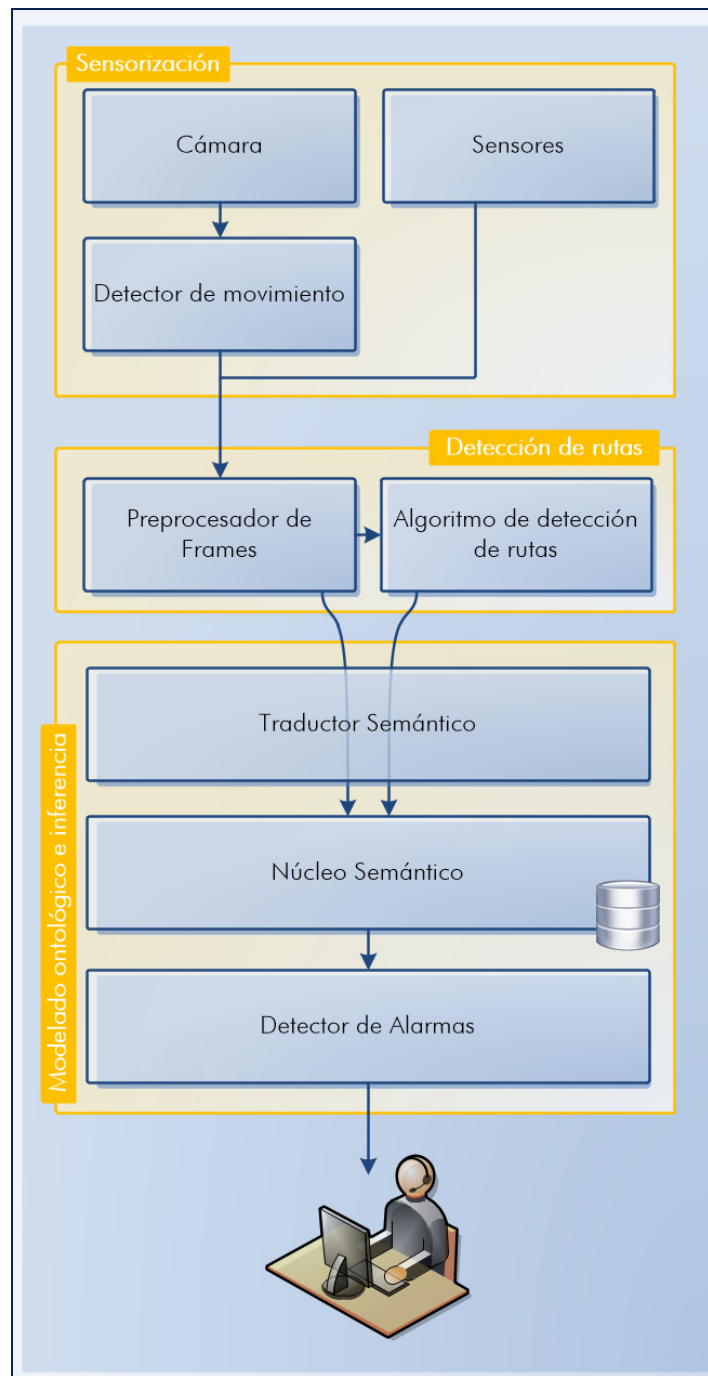 Sensorización
Cámara
Sensores
Detector de movimiento
Detección de rutas
Preprocesador de
Frames
Algoritmo de detección
de rutas
Modelado ontológico e inferencia
Traductor Semántico
Núcleo Semántico
Detector de Alarmas